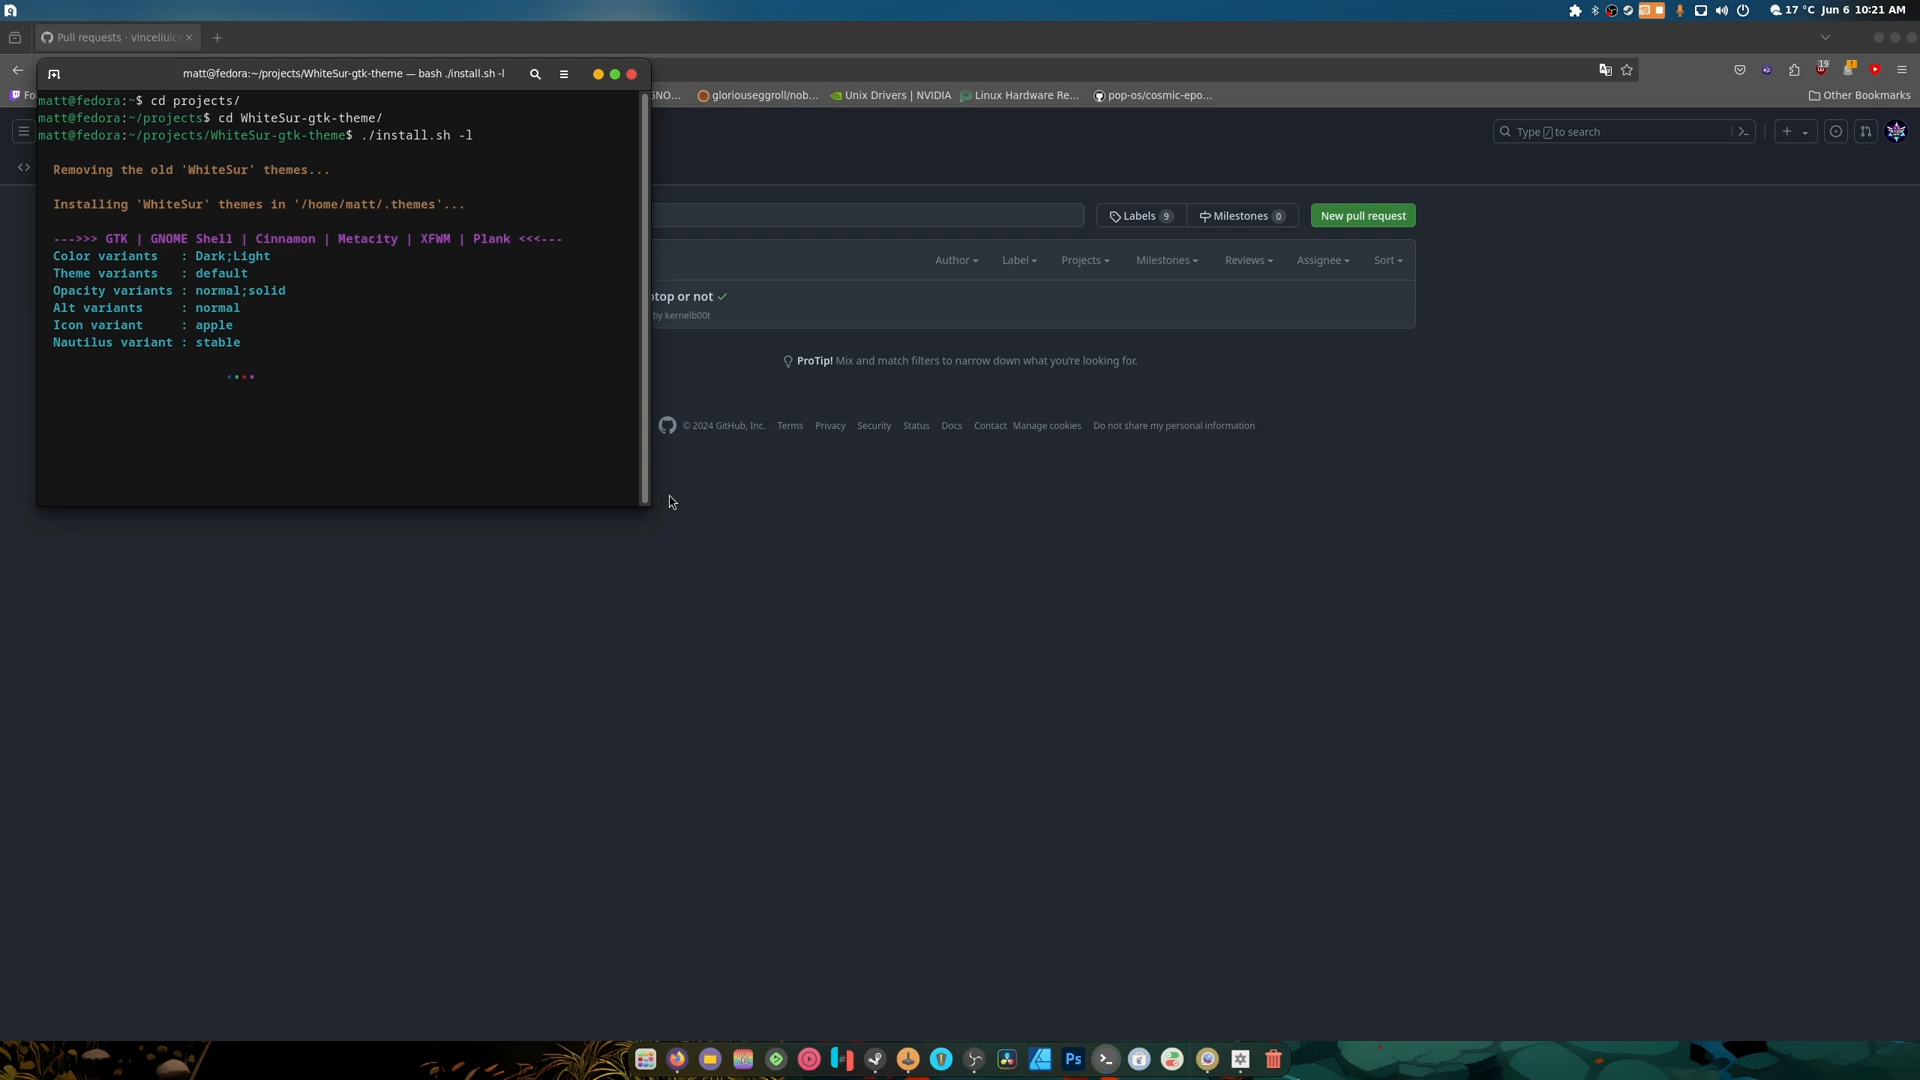 17 °C Jun 6 10:21 AM
Pull requests · vinceliuic
matt@fedora:~/projects/WhiteSur-gtk-theme — bash ./install.sh -l
19
Fo
GNO...
gloriouseggroll/nob...
Unix Drivers | NVIDIA
Linux Hardware Re...
pop-os/cosmic-epo...
Other Bookmarks
matt@fedora:~$ cd projects/
matt@fedora:~/projects$ cd WhiteSur-gtk-theme/
matt@fedora:~/projects/WhiteSur-gtk-theme$ ./install.sh -l
Removing the old 'WhiteSur' themes...
Installing 'WhiteSur' themes in '/home/matt/.themes'...
--->>> GTK | GNOME Shell | Cinnamon | Metacity | XFWM | Plank <<<---
Color variants : Dark;Light
Theme variants : default
Opacity variants : normal;solid
Alt variants : normal
Icon variant : apple
Nautilus variant : stable
Type / to search
Labels 9
Milestones 0
New pull request
Author
Label
Projects
Milestones
Reviews
Assignee
Sort
ptop or not
by kernelb00t
ProTip! Mix and match filters to narrow down what you're looking for.
© 2024 GitHub, Inc.
Terms
Privacy
Security
Status
Docs
Contact
Manage cookies
Do not share my personal information
Ps